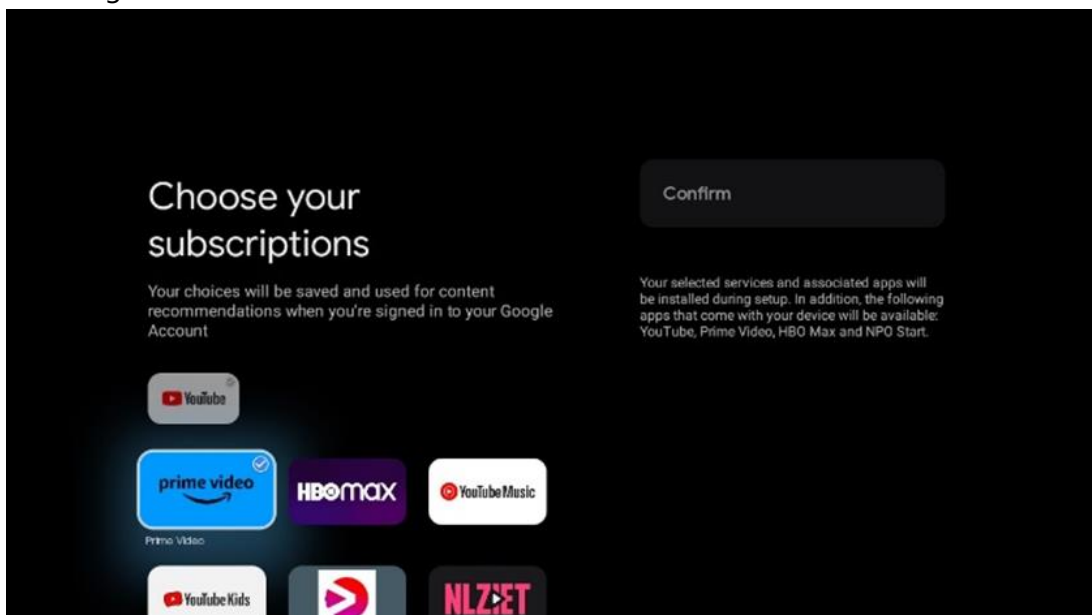 Choose your
subscriptions
Your choices will be saved and used for content
recommendations when you're signed in to your Google
Account
YouTube
prime video
HBOmax
YouTube Music
Prime Video
YouTube Kids
NLZIET
Confirm
Your selected services and associated apps will
be installed during setup. In addition, the following
apps that come with your device will be available:
YouTube, Prime Video, HBO Max and NPO Start.